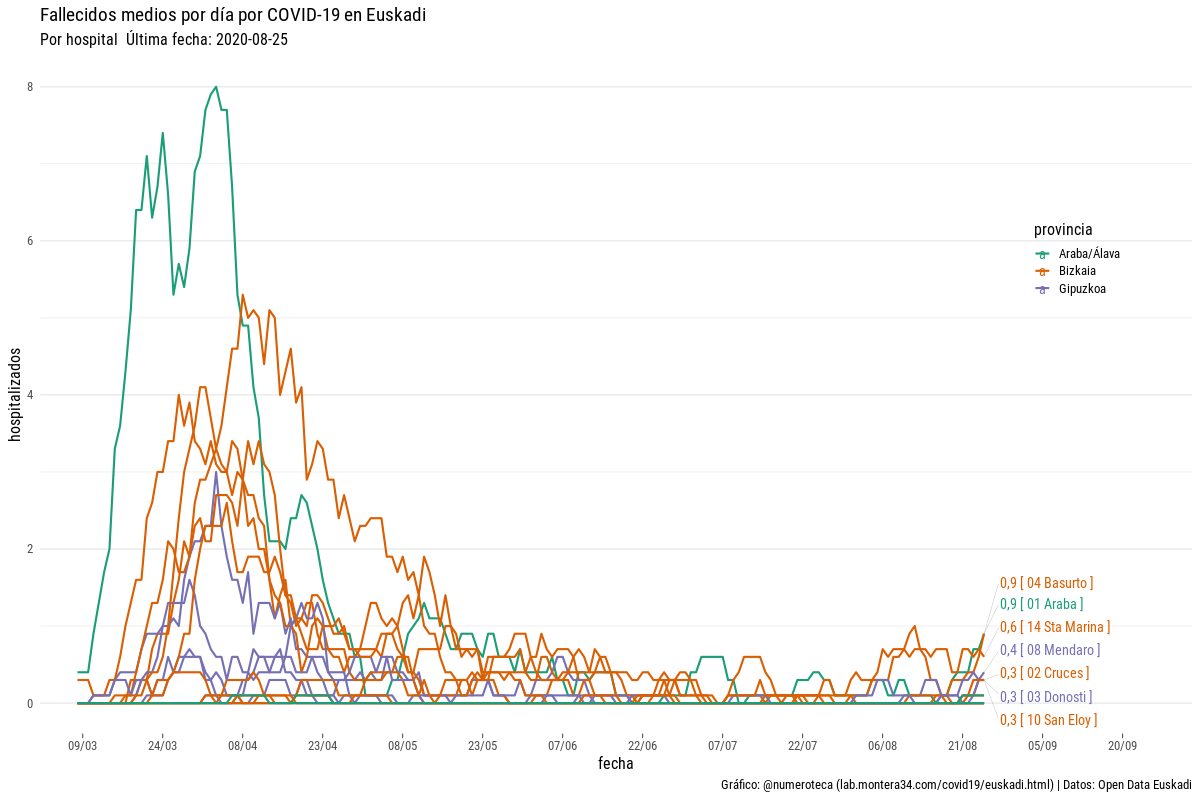 Fallecidos medios por día por COVID-19 en Euskadi
Por hospital  Última fecha: 2020-08-25
8
6
4
2
0
hospitalizados
provincia
a Araba/Álava
a Bizkaia
a Gipuzkoa
0,9 [ 04 Basurto ]
0,9 [ 01 Araba ]
0,6 [ 14 Sta Marina ]
0,4 [ 08 Mendaro ]
0,3 [ 02 Cruces ]
0,3 [ 03 Donosti ]
0,3 [ 10 San Eloy ]
09/03 24/03 08/04 23/04 08/05 23/05 07/06 22/06 07/07 22/07 06/08 21/08 05/09 20/09
fecha
Gráfico: @numeroteca (lab.montera34.com/covid19/euskadi.html) | Datos: Open Data Euskadi